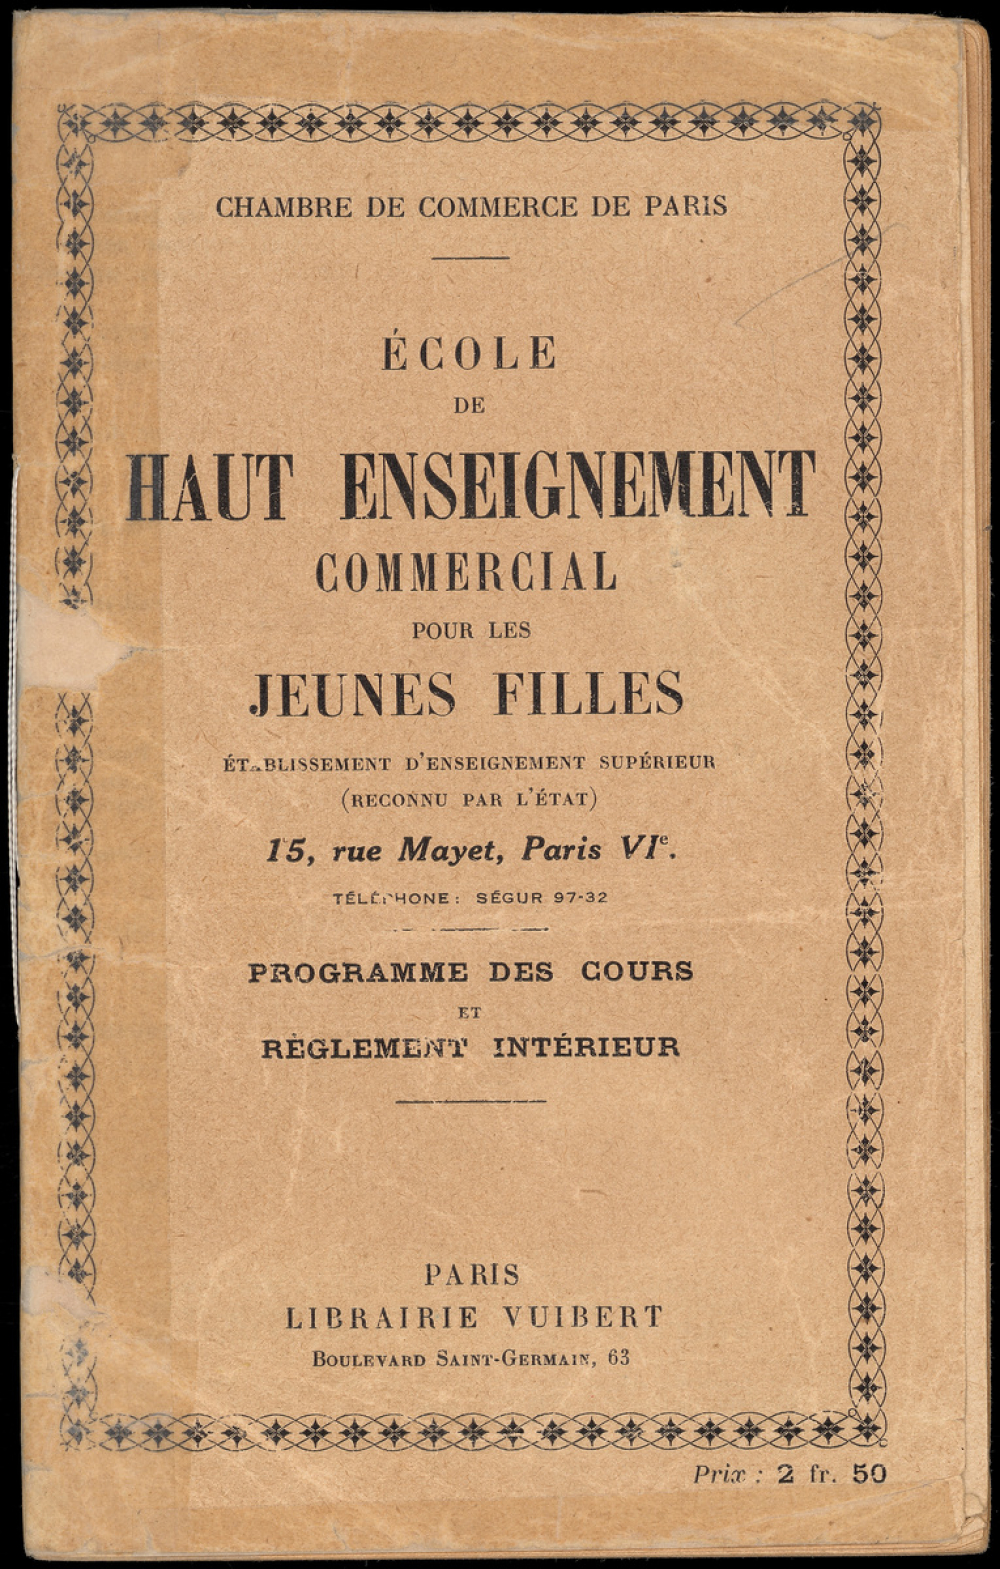 CHAMBRE DE COMMERCE DE PARIS
ÉCOLE
DE
HAUT ENSEIGNEMENT
COMMERCIAL
POUR LES
JEUNES FILLES
ÉTABLISSEMENT D'ENSEIGNEMENT SUPÉRIEUR
(RECONNU PAR L'ÉTAT)
15, rue Mayet, Paris VIe.
TÉLÉPHONE : SÉGUR 97-32
PROGRAMME DES COURS
ET
RÈGLEMENT INTÉRIEUR
PARIS
LIBRAIRIE VUIBERT
BOULEVARD SAINT-GERMAIN, 63
Prix : 2 fr. 50